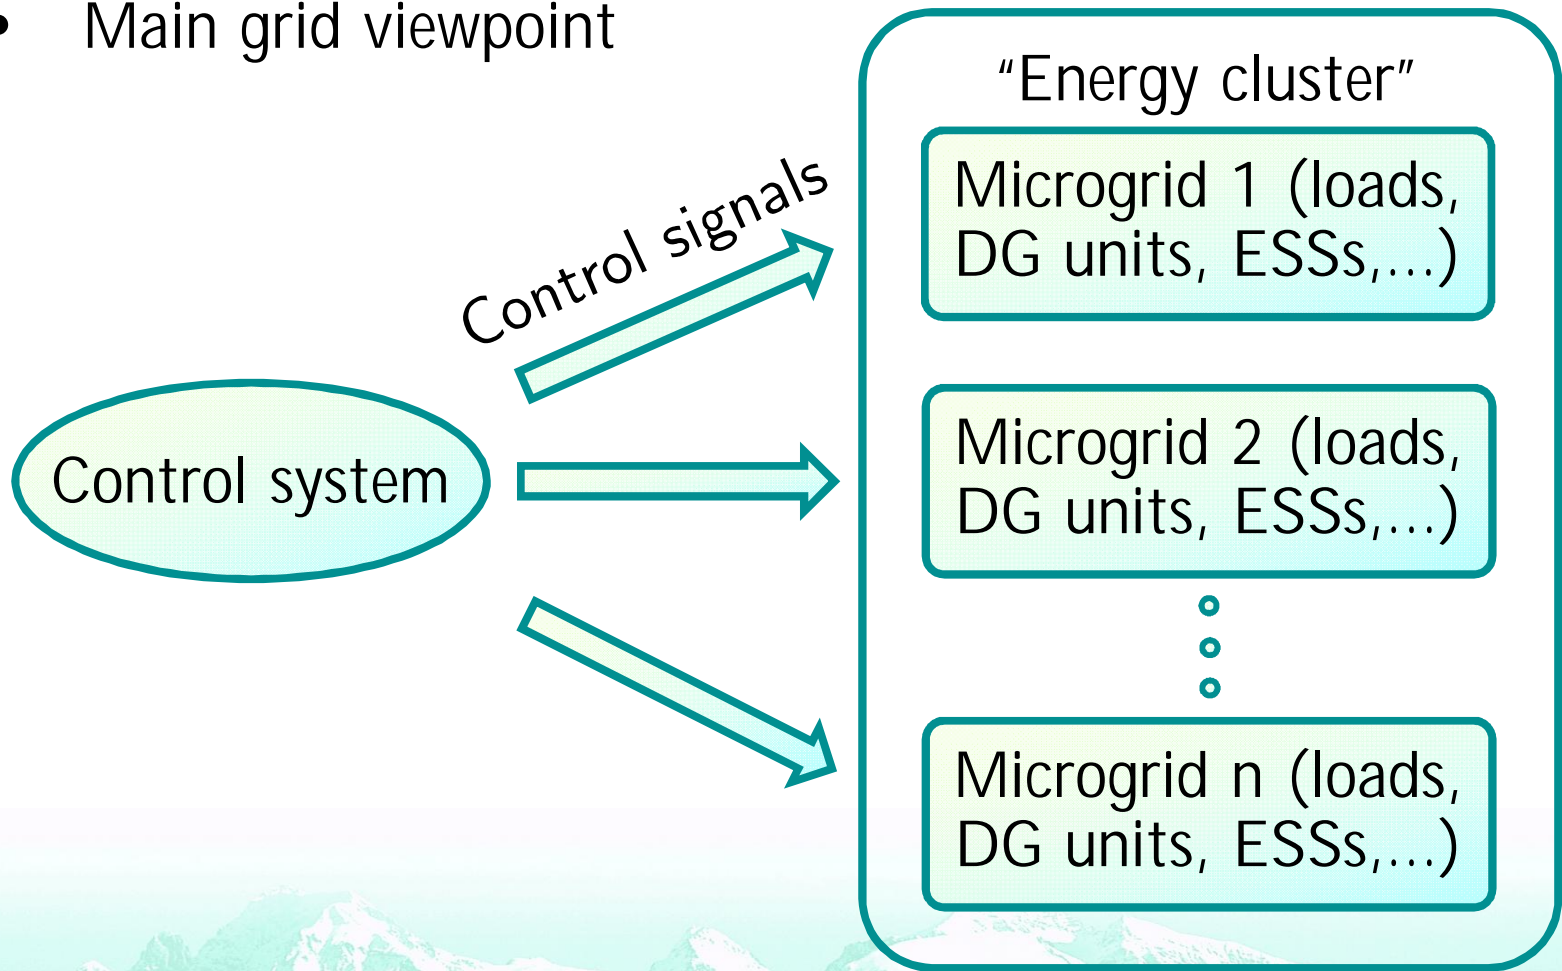 • Main grid viewpoint
“Energy cluster”
Control signals
Microgrid 1 (loads,
DG units, ESSs,...)
Control system
Microgrid 2 (loads,
DG units, ESSs,...)
Microgrid n (loads,
DG units, ESSs,...)